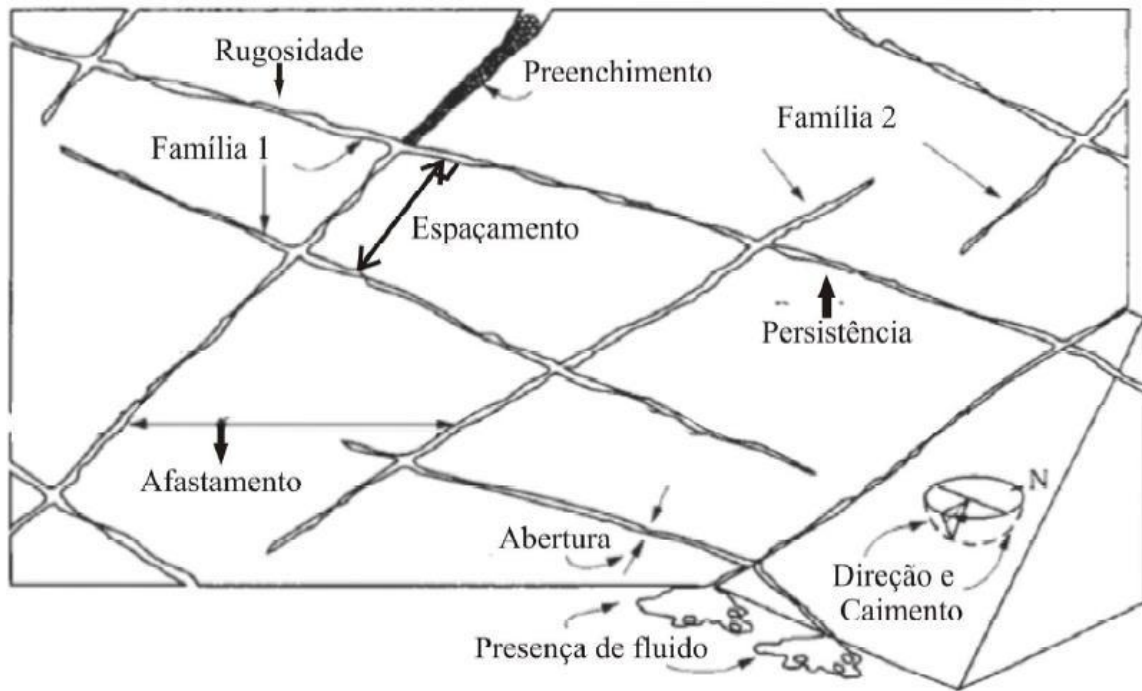 Rugosidade
Preenchimento
Família 1
Família 2
Espaçamento
Persistência
Afastamento
Abertura
N
Direção e
Caimento
Presença de fluido